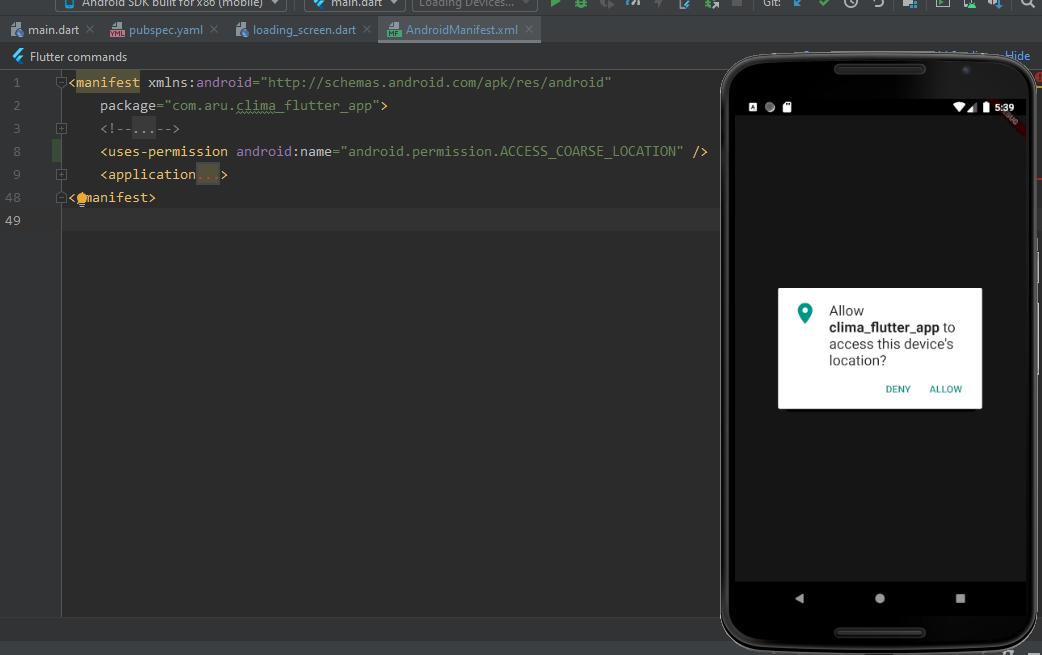 Android SDK built for x86 (mobile)
main.dart
Loading Devices...
Git:
main.dart
pubspec.yaml
loading_screen.dart
AndroidManifest.xml
Flutter commands
Hide
1 <manifest xmlns:android="http://schemas.android.com/apk/res/android"
2 package="com.aru.clima_flutter_app">
3 <!--...-->
8 <uses-permission android:name="android.permission.ACCESS_COARSE_LOCATION" />
9 <application...>
48 </manifest>
49
5:39
DEBUG
Allow
clima_flutter_app to
access this device's
location?
DENY ALLOW